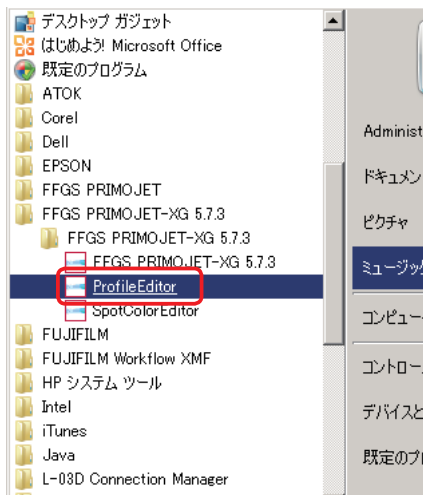 デスクトップ ガジェット
はじめよう! Microsoft Office
既定のプログラム
ATOK
Corel
Dell
EPSON
FFGS PRIMOJET
FFGS PRIMOJET-XG 5.7.3
FFGS PRIMOJET-XG 5.7.3
FFGS PRIMOJET-XG 5.7.3
ProfileEditor
SpotColorEditor
FUJIFILM
FUJIFILM Workflow XMF
HP システム ツール
Intel
iTunes
Java
L-03D Connection Manager
Administ
ドキュメン
ピクチャ
ミュージッ
コンピュー
コントロー
デバイスと
既定のプ